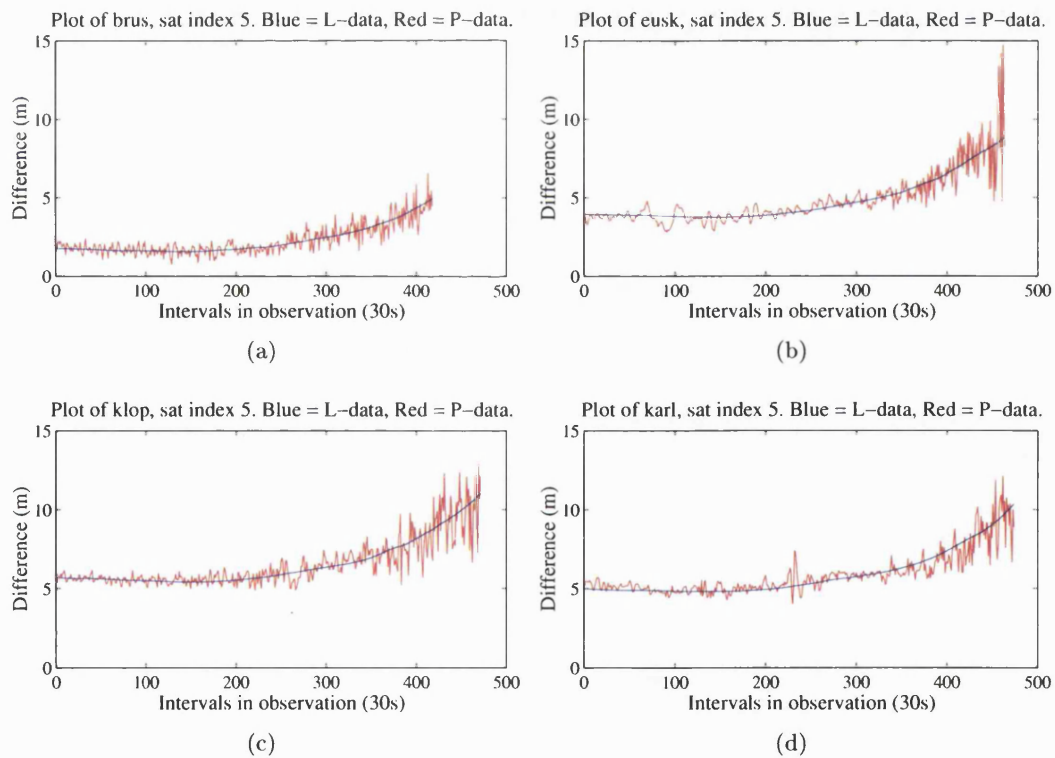 Plot of brus, sat index 5. Blue = L-data, Red = P-data.
15
10
5
0
Difference (m)
0 100 200 300 400 500
Intervals in observation (30s)
(a)
Plot of eusk, sat index 5. Blue = L-data, Red = P-data.
15
10
5
0
Difference (m)
0 100 200 300 400 500
Intervals in observation (30s)
(b)
Plot of klop, sat index 5. Blue = L-data, Red = P-data.
15
10
5
0
Difference (m)
0 100 200 300 400 500
Intervals in observation (30s)
(c)
Plot of karl, sat index 5. Blue = L-data, Red = P-data.
15
10
5
0
Difference (m)
0 100 200 300 400 500
Intervals in observation (30s)
(d)